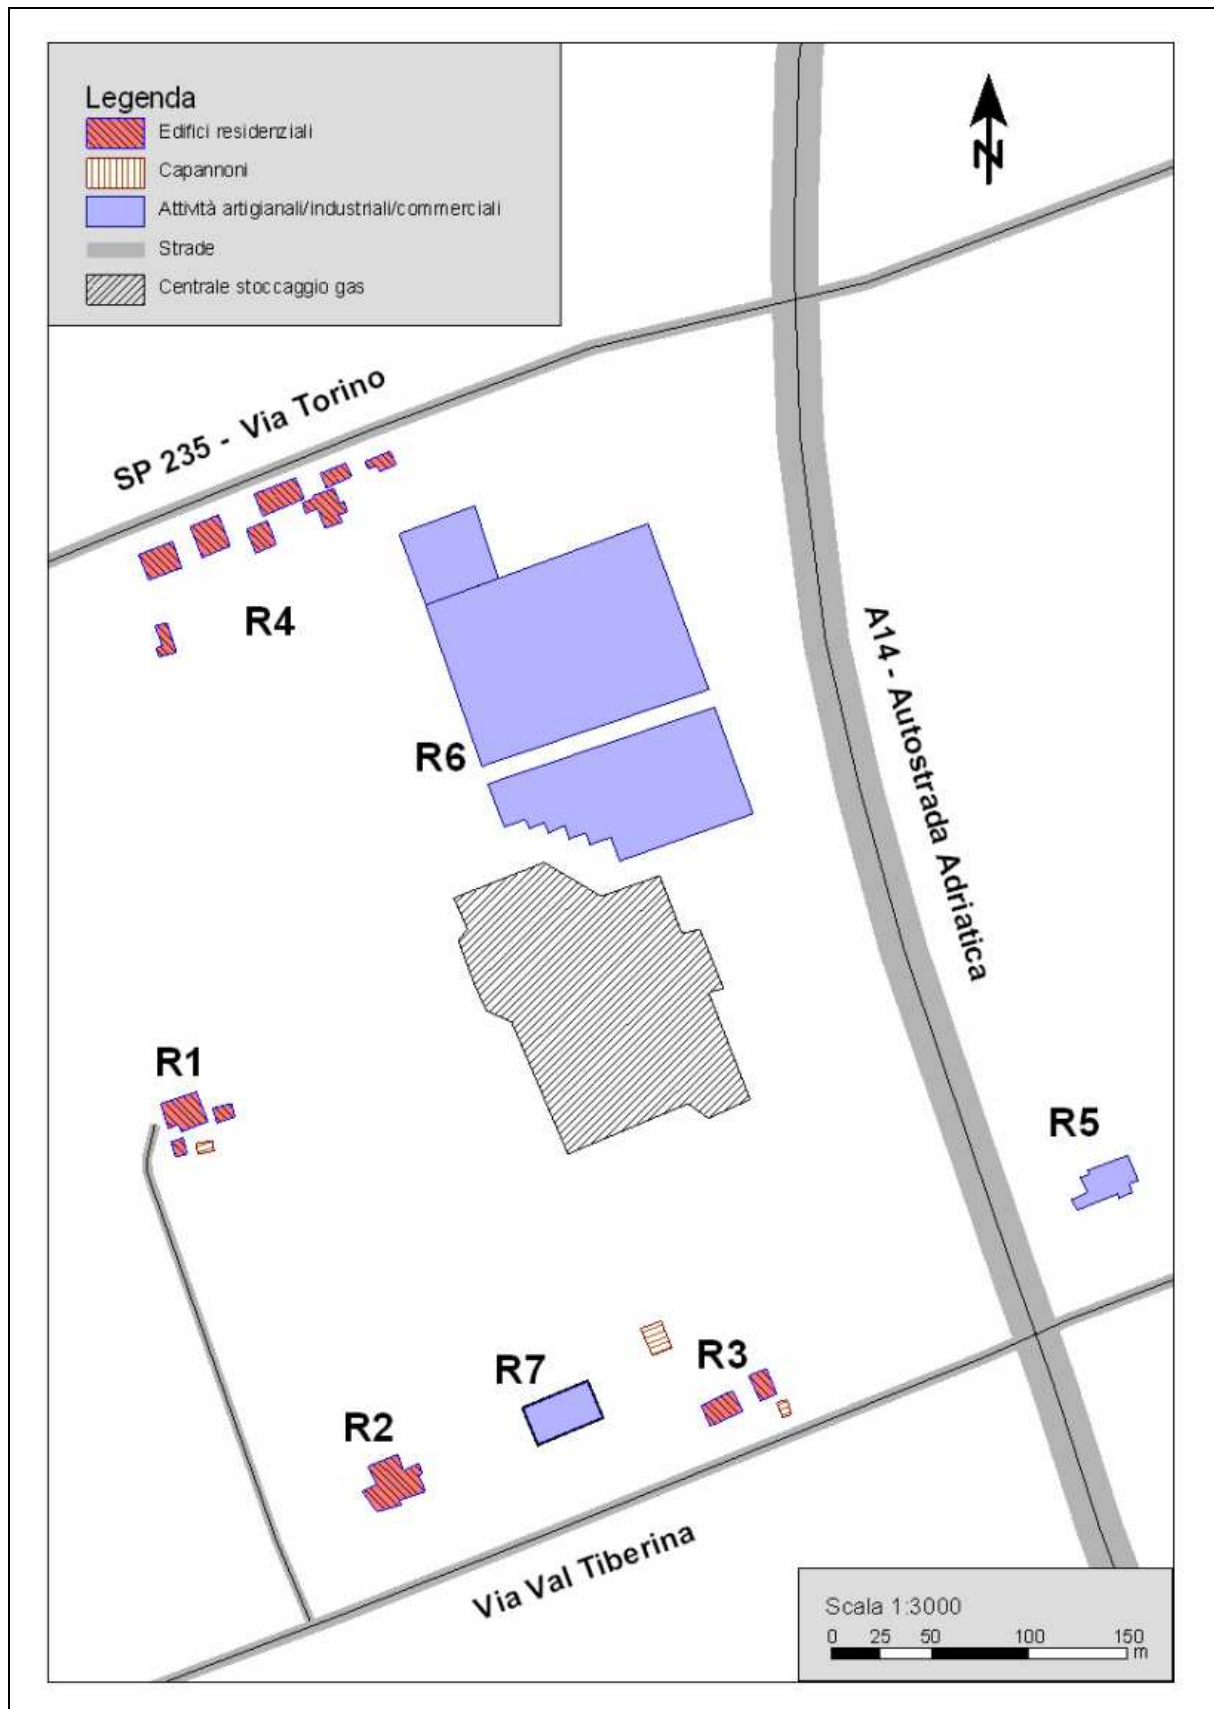 Legenda
Edifici residenziali
Capannoni
Attività artigianali/industriali/commerciali
Strade
Centrale stoccaggio gas
N
SP 235 - Via Torino
R4
A14 - Autostrada Adriatica
R6
R1
R5
R3
R7
R2
Via Val Tiberina
Scala 1:3000
0 25 50 100 150
m